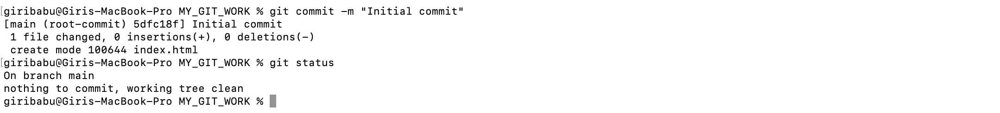 [giribabu@Giris-MacBook-Pro MY_GIT_WORK % git commit -m "Initial commit"
[main (root-commit) 5dfc18f] Initial commit
 1 file changed, 0 insertions(+), 0 deletions(-)
 create mode 100644 index.html
[giribabu@Giris-MacBook-Pro MY_GIT_WORK % git status
On branch main
nothing to commit, working tree clean
giribabu@Giris-MacBook-Pro MY_GIT_WORK %